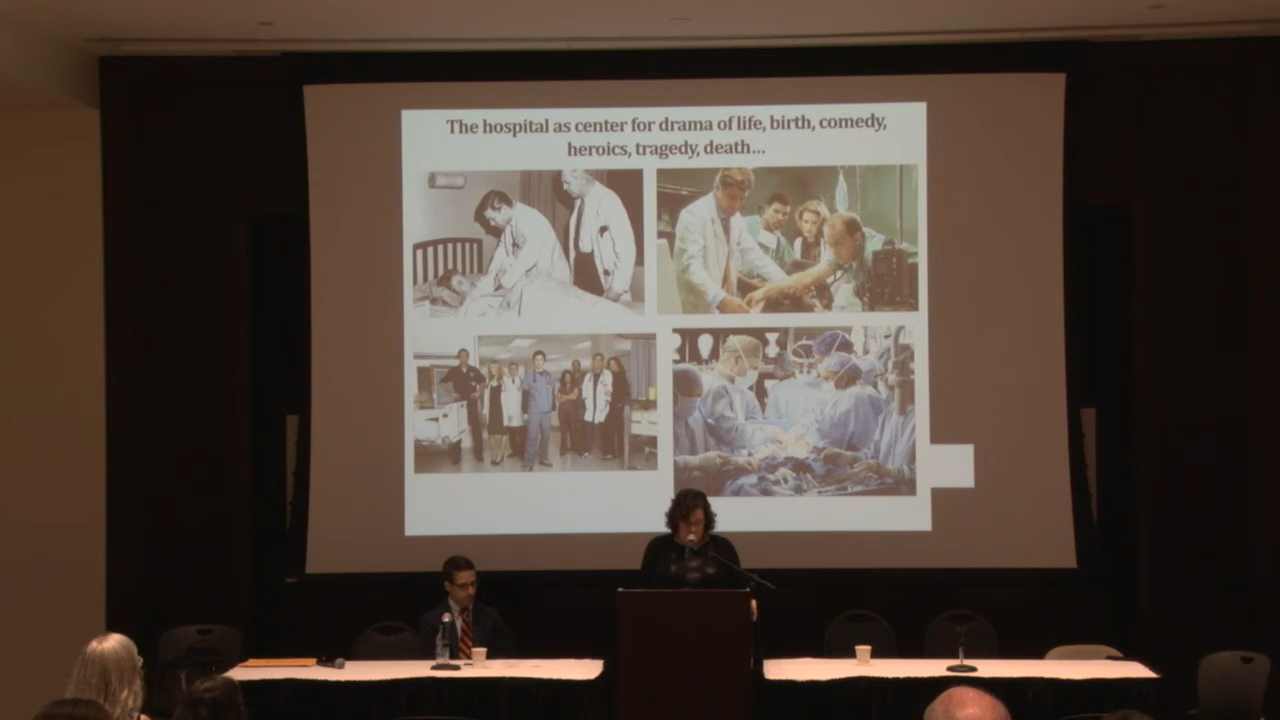 The hospital as center for drama of life, birth, comedy,
heroics, tragedy, death...